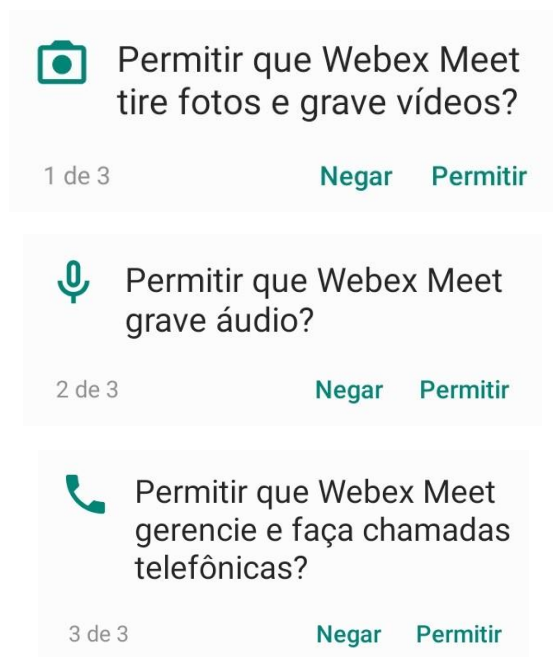 Permitir que Webex Meet
tire fotos e grave vídeos?
1 de 3 Negar Permitir
Permitir que Webex Meet
grave áudio?
2 de 3 Negar Permitir
Permitir que Webex Meet
gerencie e faça chamadas
telefônicas?
3 de 3 Negar Permitir